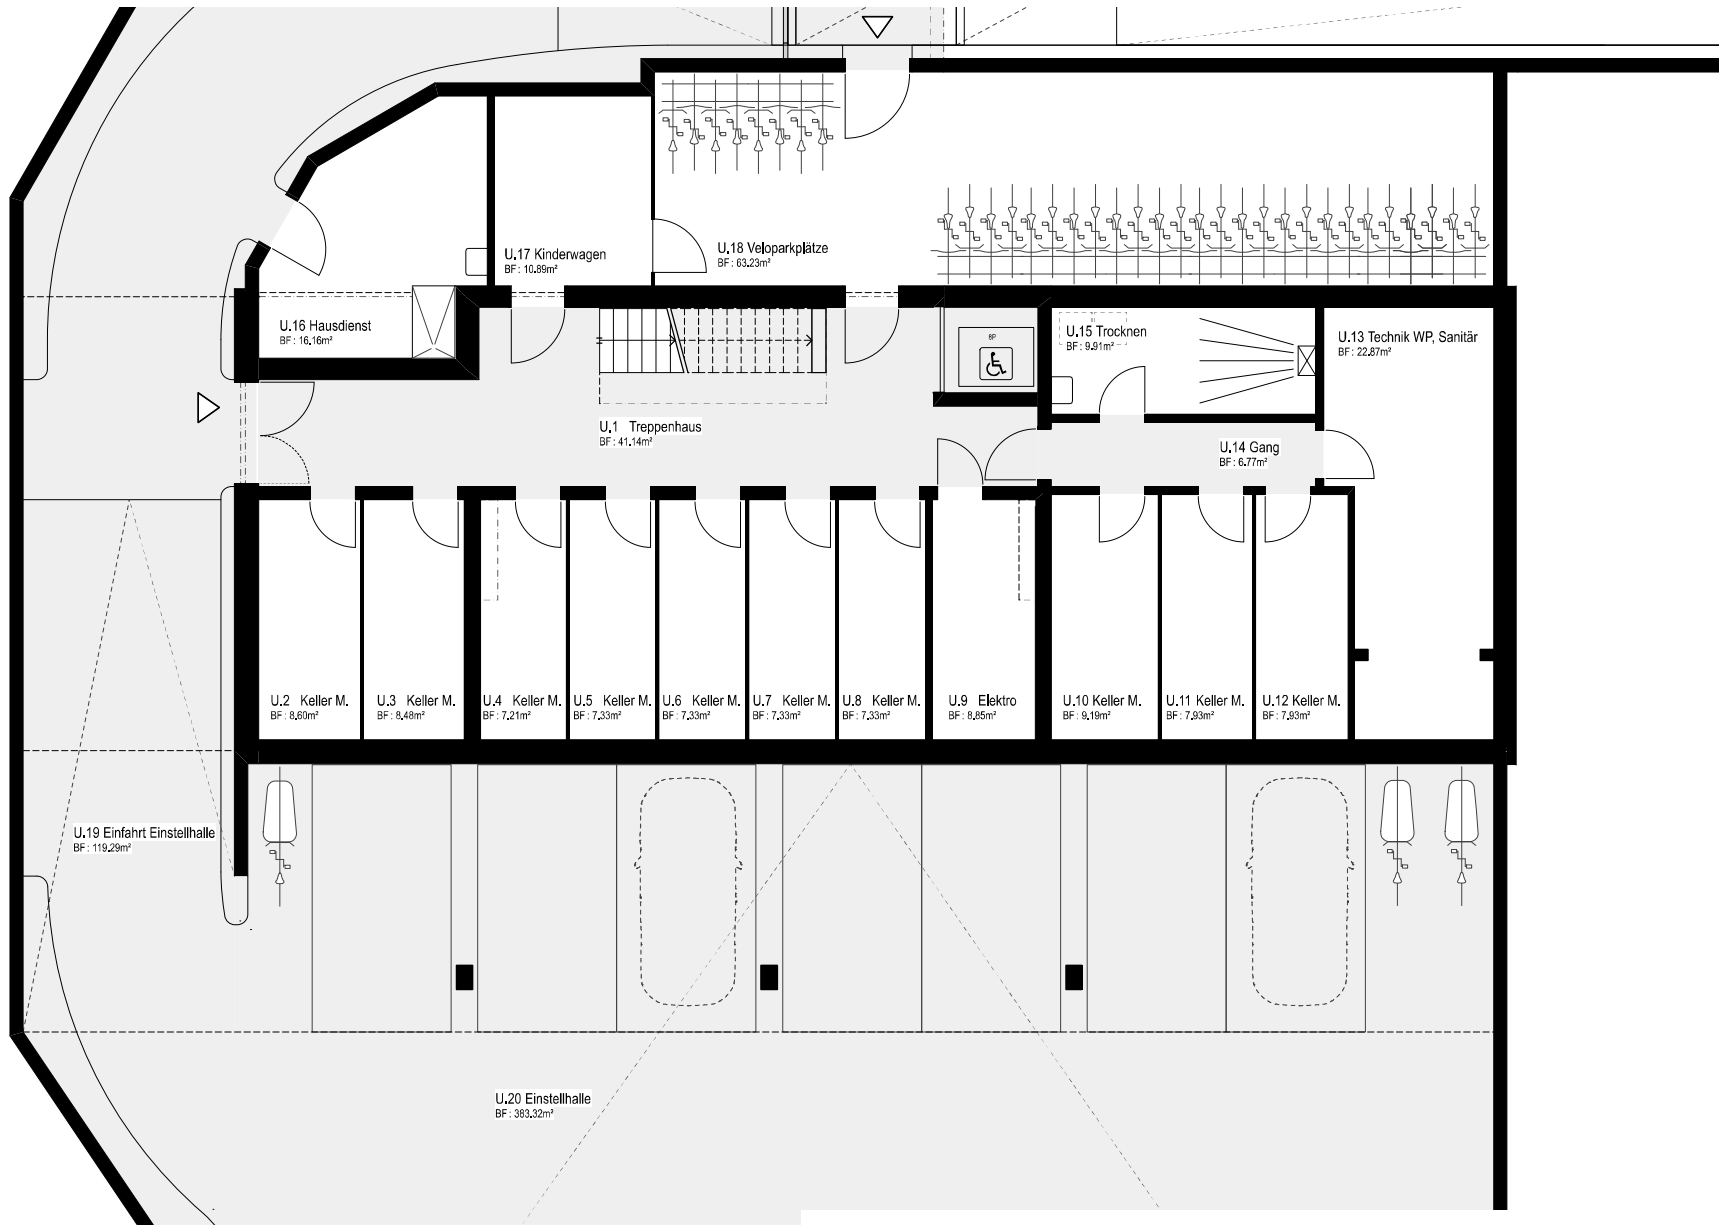 U.17 Kinderwagen
BF : 10.89m²
U.18 Veloparkplätze
BF : 63.23m²
U.16 Hausdienst
BF : 16.16m²
8P
U.15 Trocknen
BF : 9.91m²
U.13 Technik WP, Sanitär
BF : 22.87m²
U.1 Treppenhaus
BF : 41.14m²
U.14 Gang
BF : 6.77m²
U.2 Keller M.
BF : 8.60m²
U.3 Keller M.
BF : 8.48m²
U.4 Keller M.
BF : 7.21m²
U.5 Keller M.
BF : 7.33m²
U.6 Keller M.
BF : 7.33m²
U.7 Keller M.
BF : 7.33m²
U.8 Keller M.
BF : 7.33m²
U.9 Elektro
BF : 8.85m²
U.10 Keller M.
BF : 9.19m²
U.11 Keller M.
BF : 7.93m²
U.12 Keller M.
BF : 7.93m²
U.19 Einfahrt Einstellhalle
BF : 119.29m²
U.20 Einstellhalle
BF : 383.32m²